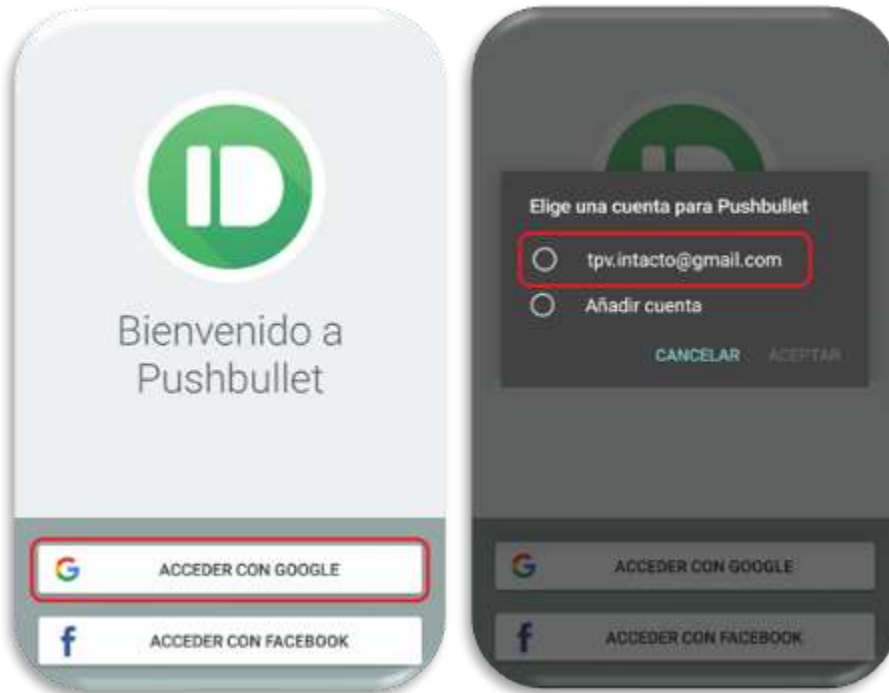 Bienvenido a
Pushbullet
ACCEDER CON GOOGLE
ACCEDER CON FACEBOOK
Elige una cuenta para Pushbullet
tpv.intacto@gmail.com
Añadir cuenta
CANCELAR ACEPTAR
ACCEDER CON GOOGLE
ACCEDER CON FACEBOOK